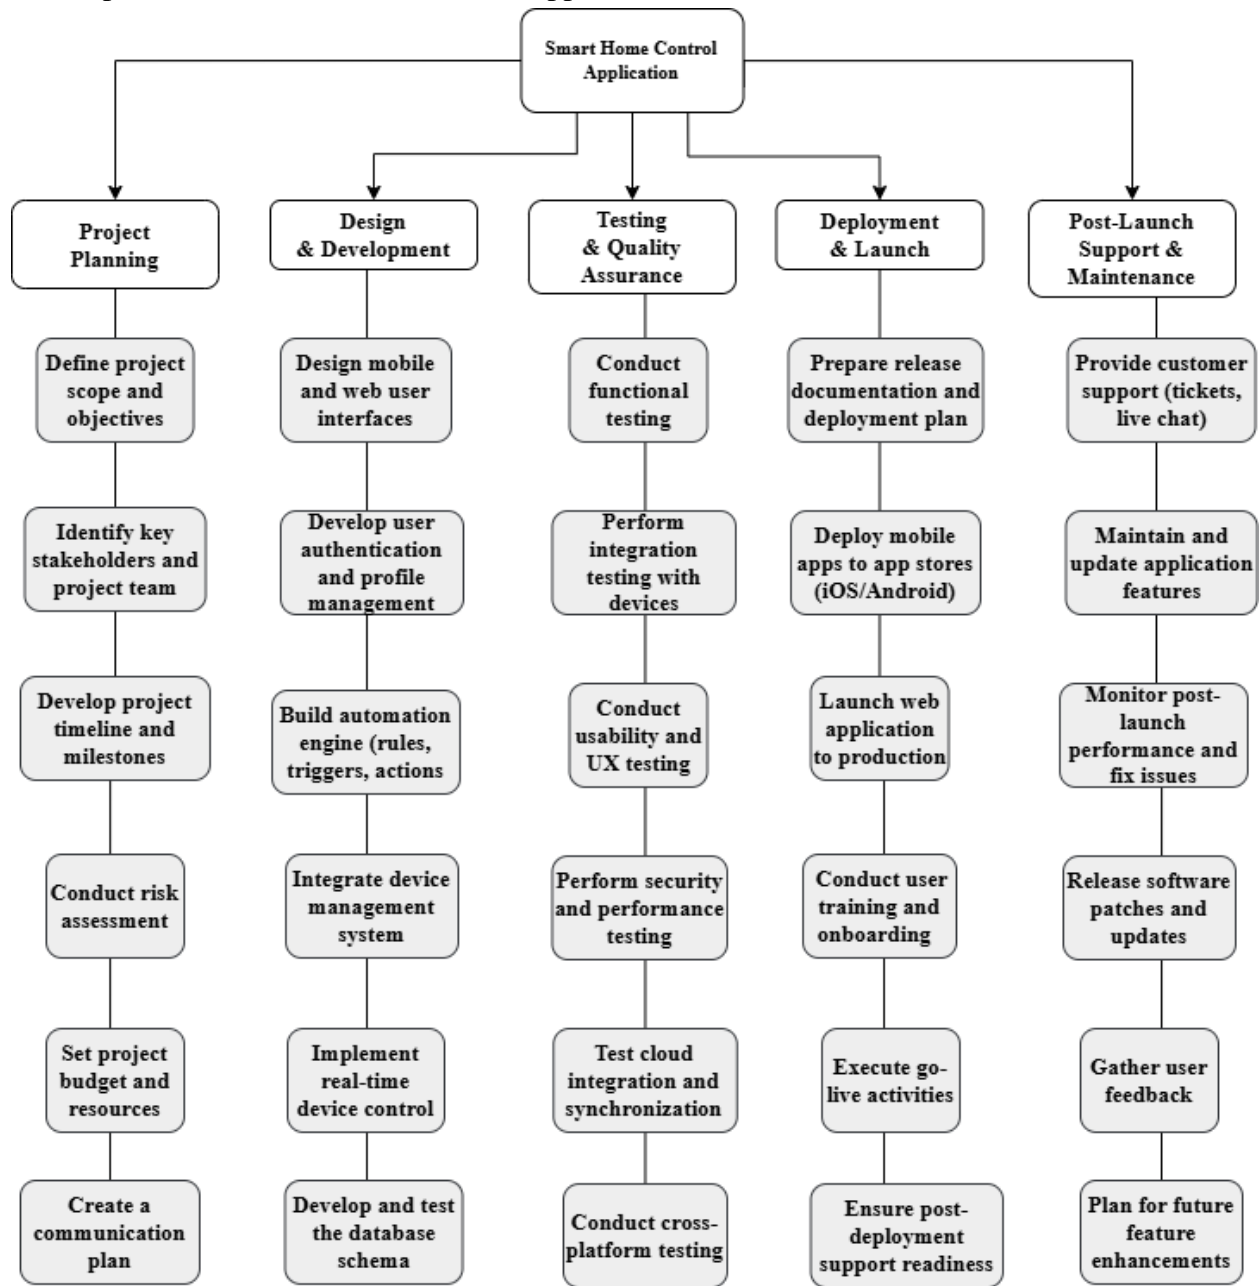 Smart Home Control
Application
Project
Planning
Define project
scope and
objectives
Identify key
stakeholders and
project team
Develop project
timeline and
milestones
Conduct risk
assessment
Set project
budget and
resources
Create a
communication
plan
Design
& Development
Design mobile
and web user
interfaces
Develop user
authentication
and profile
management
Build automation
engine (rules,
triggers, actions
Integrate device
management
system
Implement
real-time
device control
Develop and test
the database
schema
Testing
& Quality
Assurance
Conduct
functional
testing
Perform
integration
testing with
devices
Conduct
usability and
UX testing
Perform security
and performance
testing
Test cloud
integration and
synchronization
Conduct cross-
platform testing
Deployment
& Launch
Prepare release
documentation and
deployment plan
Deploy mobile
apps to app stores
(iOS/Android)
Launch web
application
to production
Conduct user
training and
onboarding
Execute go-
live activities
Ensure post-
deployment
support readiness
Post-Launch
Support &
Maintenance
Provide customer
support (tickets,
live chat)
Maintain and
update application
features
Monitor post-
launch
performance and
fix issues
Release software
patches and
updates
Gather user
feedback
Plan for future
feature
enhancements